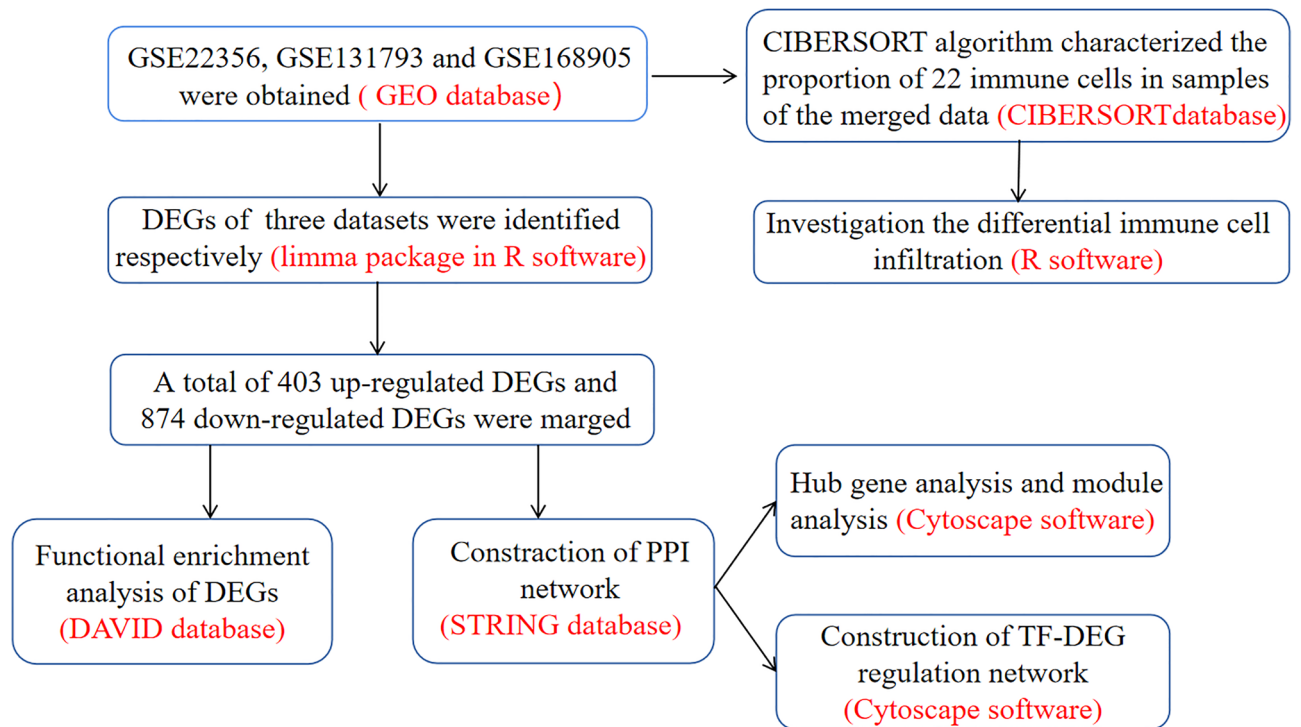 GSE22356, GSE131793 and GSE168905
were obtained ( GEO database)
CIBERSORT algorithm characterized the
proportion of 22 immune cells in samples
of the merged data (CIBERSORTdatabase)
DEGs of three datasets were identified
respectively (limma package in R software)
Investigation the differential immune cell
infiltration (R software)
A total of 403 up-regulated DEGs and
874 down-regulated DEGs were marged
Functional enrichment
analysis of DEGs
(DAVID database)
Constraction of PPI
network
(STRING database)
Hub gene analysis and module
analysis (Cytoscape software)
Construction of TF-DEG
regulation network
(Cytoscape software)